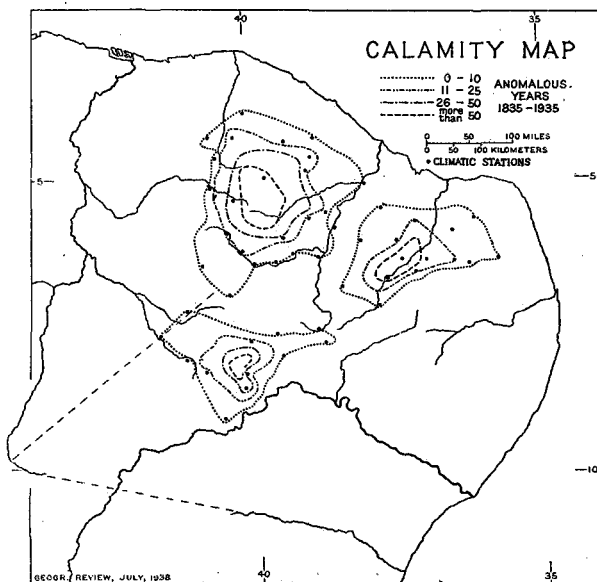 40
35
CALAMITY MAP
0 - 10
11 - 25
26 - 50
more than 50
ANOMALOUS YEARS 1835-1935
0 50 100 MILES
0 50 100 KILOMETERS
• CLIMATIC STATIONS
5
5
10
GEOGR. REVIEW, JULY, 1938
40
35